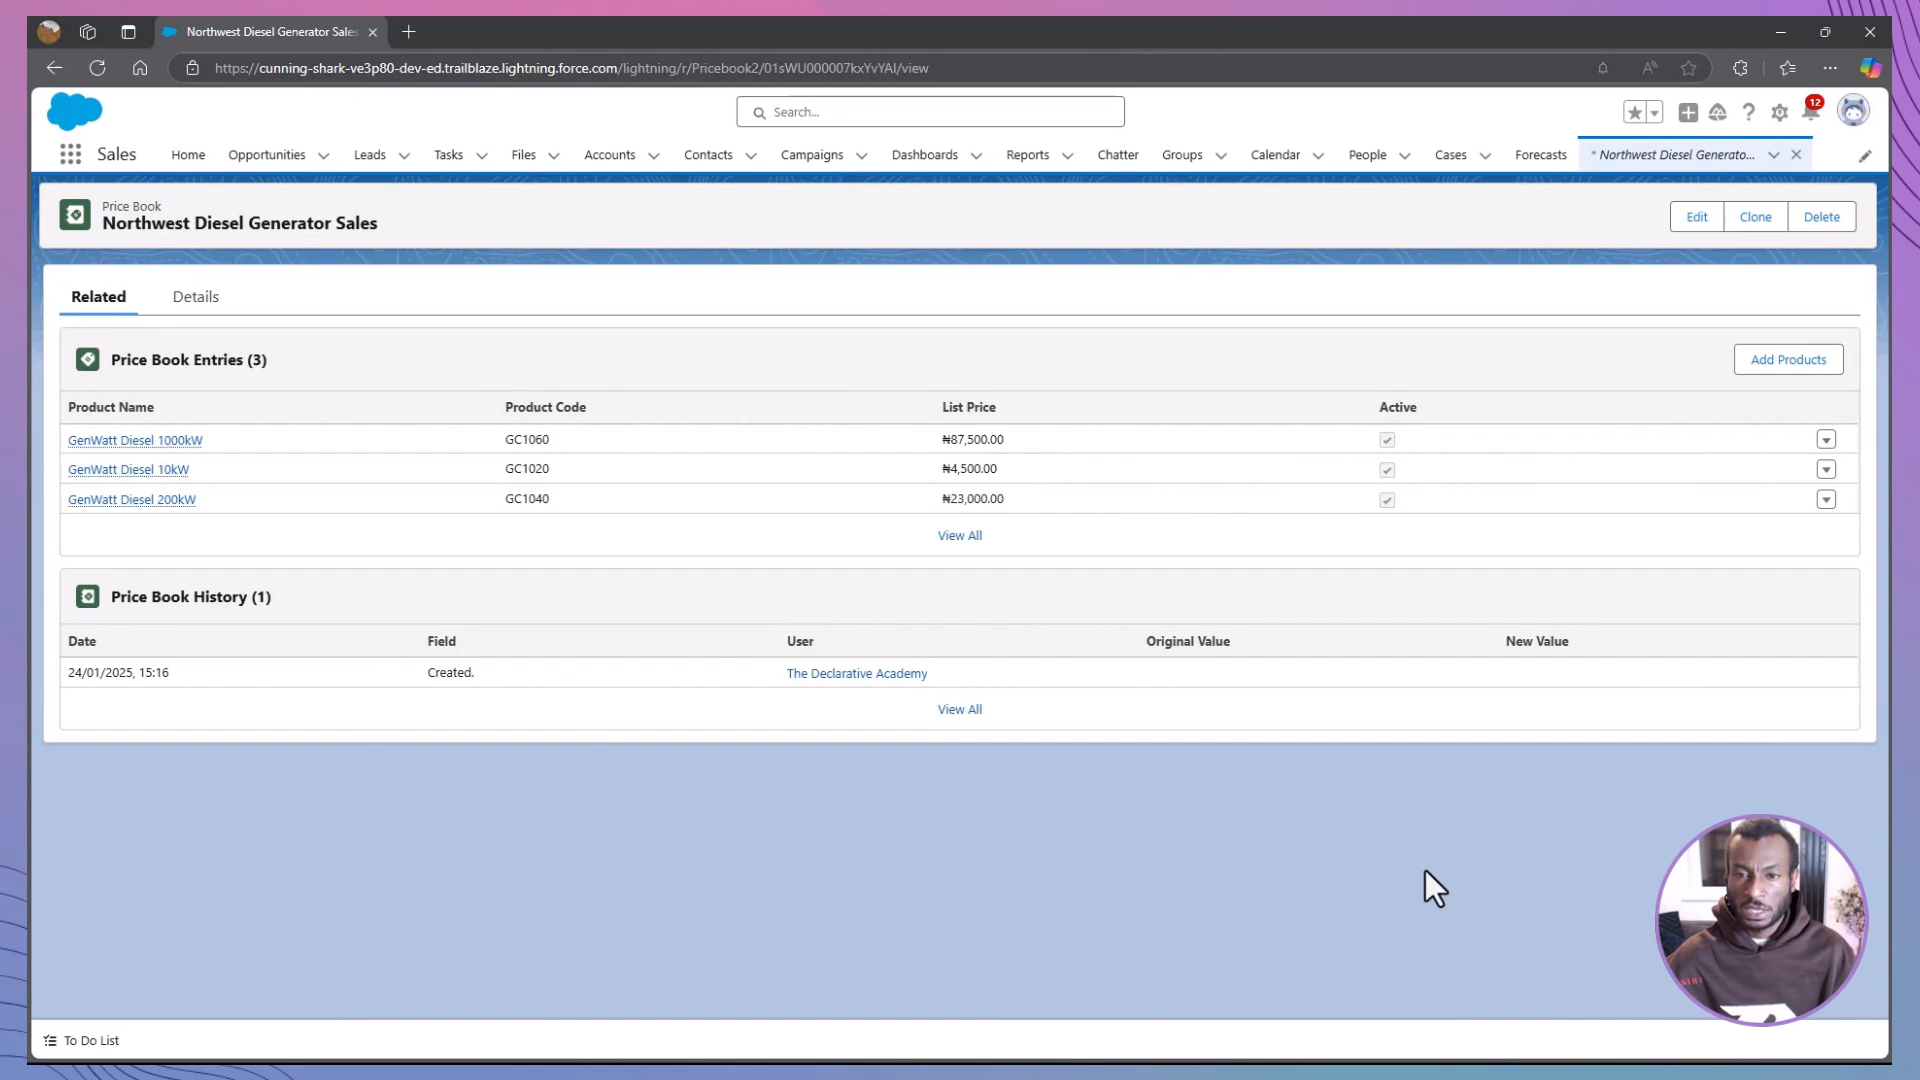 Northwest Diesel Generator Sales
https://cunning-shark-ve3p80-dev-ed.trailblaze.lightning.force.com/lightning/r/Pricebook2/01sWU000007kxYvYAI/view
Search...
12
Sales Home Opportunities Leads Tasks Files Accounts Contacts Campaigns Dashboards Reports Chatter Groups Calendar People Cases Forecasts * Northwest Diesel Generato...
Price Book
Northwest Diesel Generator Sales
Edit Clone Delete
Related Details
Price Book Entries (3)
Add Products
Product Name Product Code List Price Active
GenWatt Diesel 1000kW GC1060 ₦87,500.00
GenWatt Diesel 10kW GC1020 ₦4,500.00
GenWatt Diesel 200kW GC1040 ₦23,000.00
View All
Price Book History (1)
Date Field User Original Value New Value
24/01/2025, 15:16 Created. The Declarative Academy
View All
To Do List